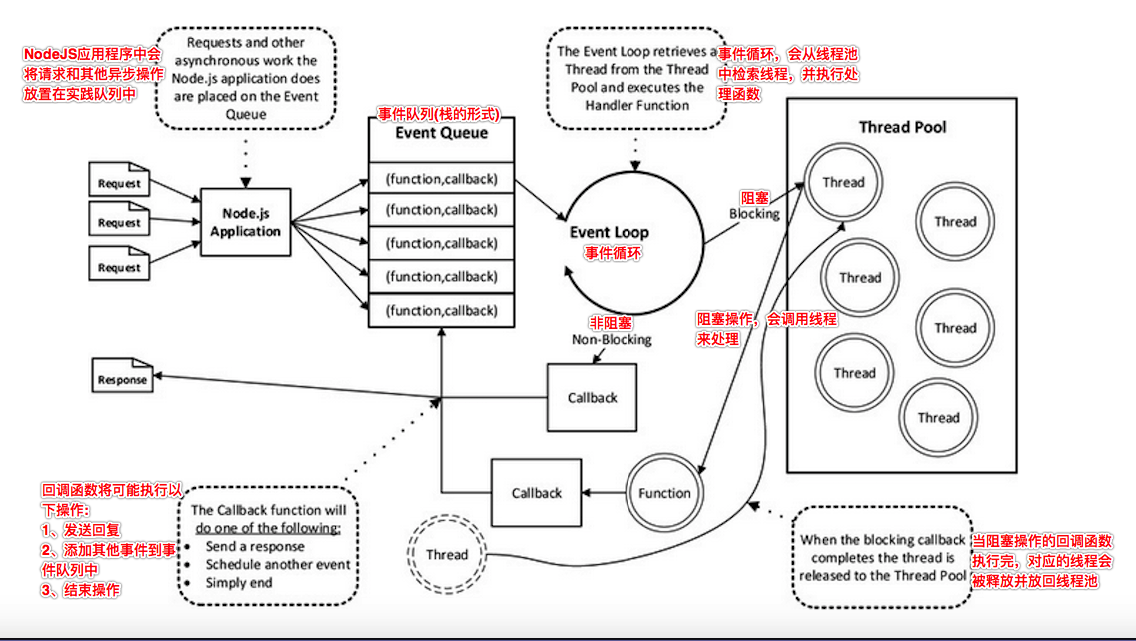 NodeJS应用程序中会
将请求和其他异步操作
放置在实践队列中
Requests and other
asynchronous work the
Node.js application does
are placed on the Event
Queue
The Event Loop retrieves a
Thread from the Thread
Pool and executes the
Handler Function
事件循环，会从线程池
中检索线程，并执行处
理函数
事件队列(栈的形式)
Event Queue
(function,callback)
(function,callback)
(function,callback)
(function,callback)
(function,callback)
Request
Request
Request
Node.js
Application
Event Loop
事件循环
阻塞
Blocking
Thread Pool
Thread
Thread
Thread
Thread
Thread
Thread
非阻塞
Non-Blocking
阻塞操作，会调用线程
来处理
Response
Callback
Callback
Function
Thread
回调函数将可能执行以
下操作：
1、发送回复
2、添加其他事件到事
件队列中
3、结束操作
The Callback function will
do one of the following:
• Send a response
• Schedule another event
• Simply end
When the blocking callback
completes the thread is
released to the Thread Pool
当阻塞操作的回调函数
执行完，对应的线程会
被释放并放回线程池